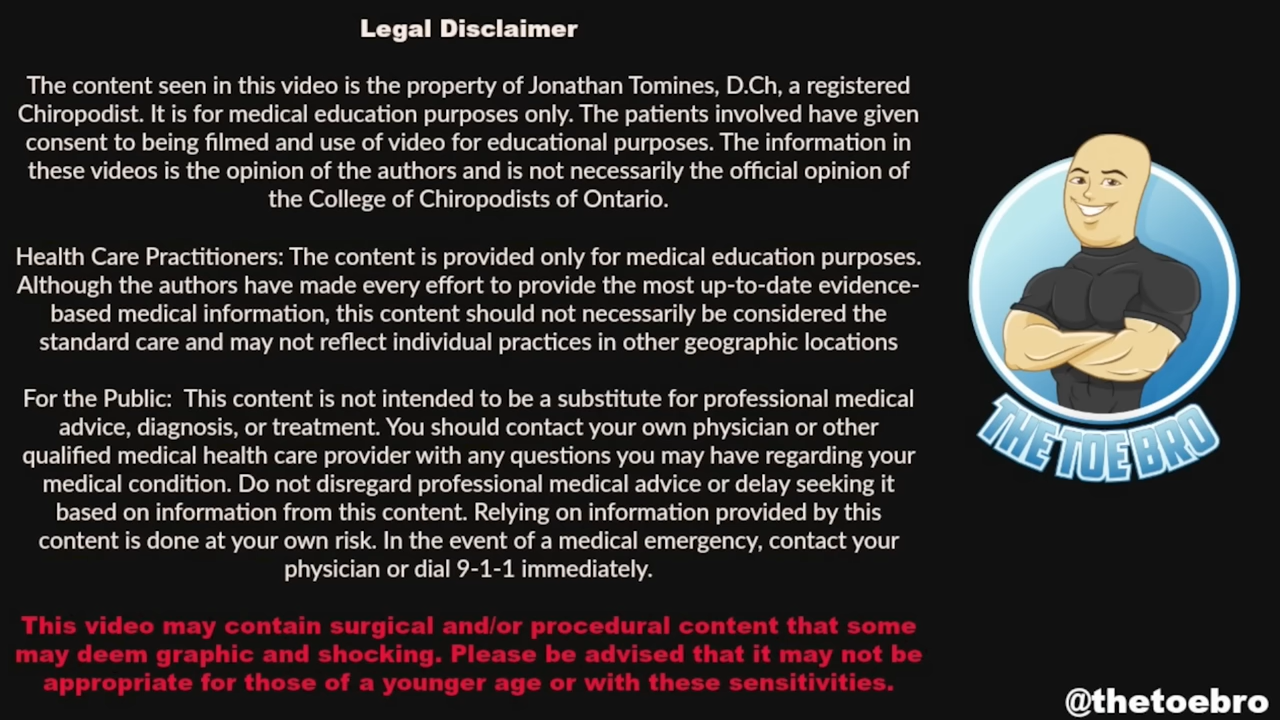 Legal Disclaimer
The content seen in this video is the property of Jonathan Tomines, D.Ch, a registered
Chiropodist. It is for medical education purposes only. The patients involved have given
consent to being filmed and use of video for educational purposes. The information in
these videos is the opinion of the authors and is not necessarily the official opinion of
the College of Chiropodists of Ontario.
Health Care Practitioners: The content is provided only for medical education purposes.
Although the authors have made every effort to provide the most up-to-date evidence-
based medical information, this content should not necessarily be considered the
standard care and may not reflect individual practices in other geographic locations
For the Public:  This content is not intended to be a substitute for professional medical
advice, diagnosis, or treatment. You should contact your own physician or other
qualified medical health care provider with any questions you may have regarding your
medical condition. Do not disregard professional medical advice or delay seeking it
based on information from this content. Relying on information provided by this
content is done at your own risk. In the event of a medical emergency, contact your
physician or dial 9-1-1 immediately.
This video may contain surgical and/or procedural content that some
may deem graphic and shocking. Please be advised that it may not be
appropriate for those of a younger age or with these sensitivities.
THE TOE BRO
@thetoebro